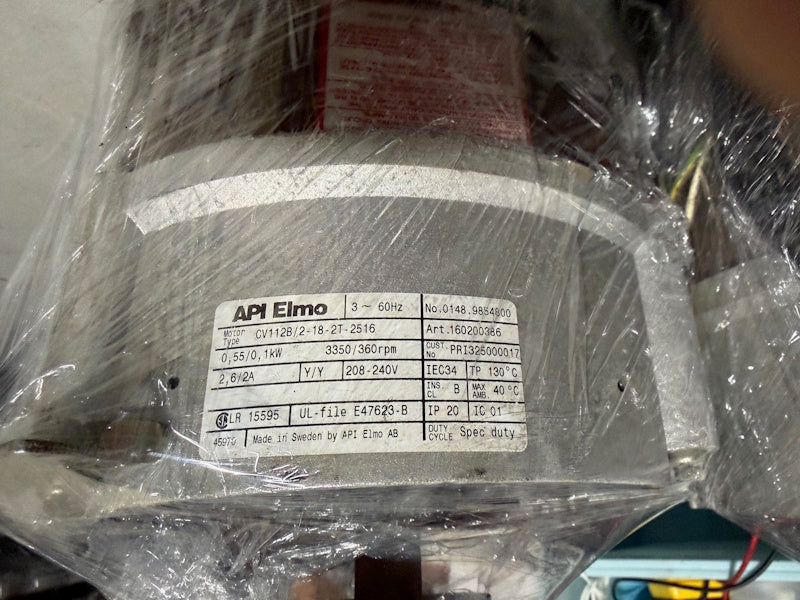 API Elmo 3 ~ 60Hz No.0148.9854800
Motor Type CV112B/2-18-2T-2516 Art.160200386
0,55/0,1kW 3350/360rpm CUST. No PRI325000017
2,6/2A Y/Y 208-240V IEC34 TP 130°C
INS. CL B MAX AMB. 40°C
LR 15595 UL-file E47623-B IP 20 IC 01
Made in Sweden by API Elmo AB DUTY CYCLE Spec duty